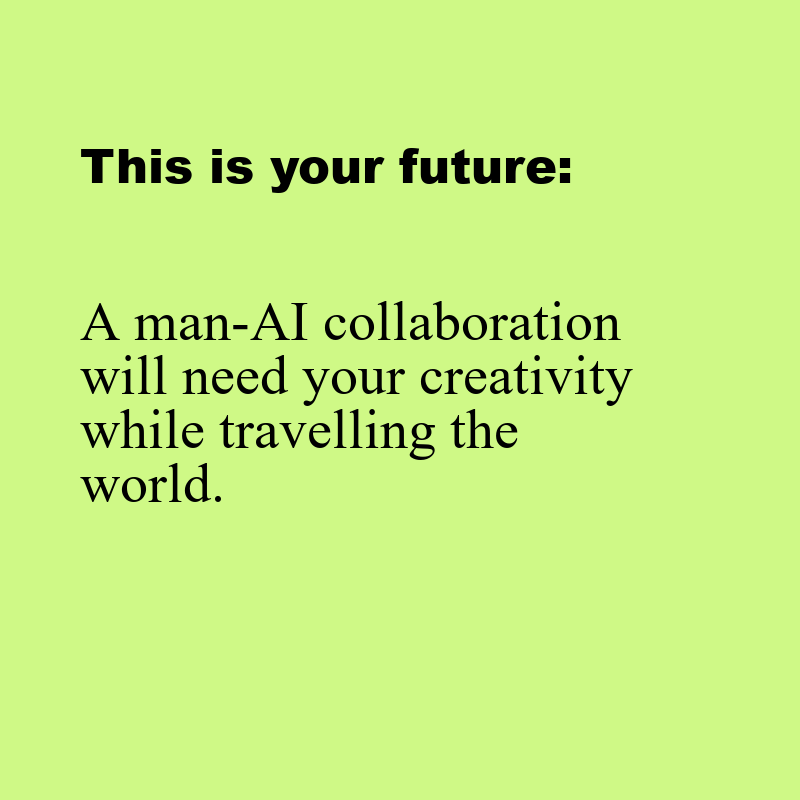 This is your future:
A man-AI collaboration
will need your creativity
while travelling the
world.